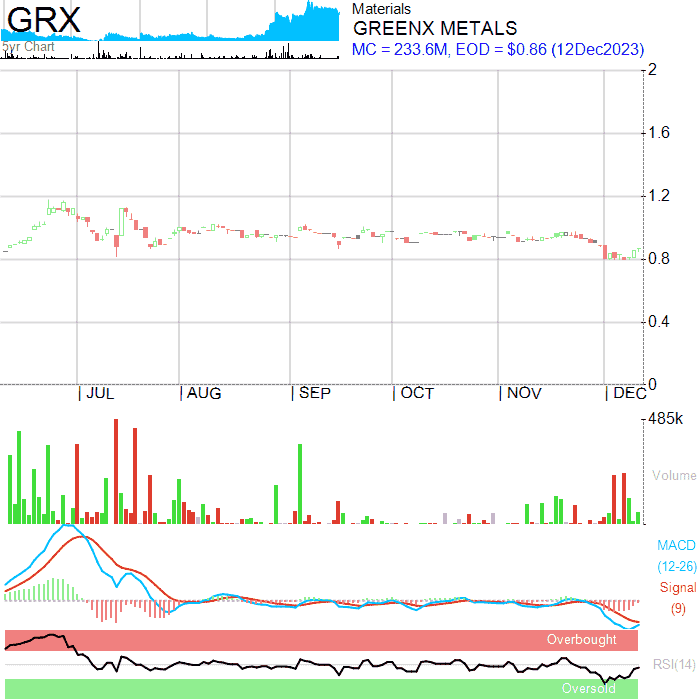 GRX
5yr Chart
Materials
GREENX METALS
MC = 233.6M, EOD = $0.86 (12Dec2023)
2
1.6
1.2
0.8
0.4
0
JUL AUG SEP OCT NOV DEC
485k
Volume
MACD
(12-26)
Signal
(9)
Overbought
RSI(14)
Oversold